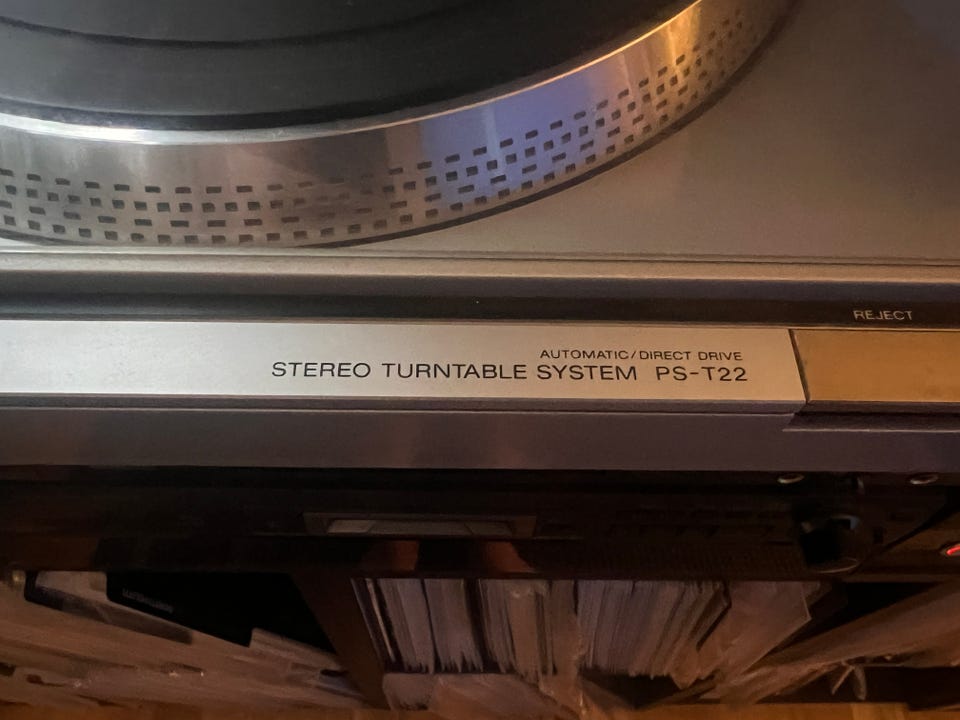 REJECT
AUTOMATIC/DIRECT DRIVE
STEREO TURNTABLE SYSTEM PS-T22